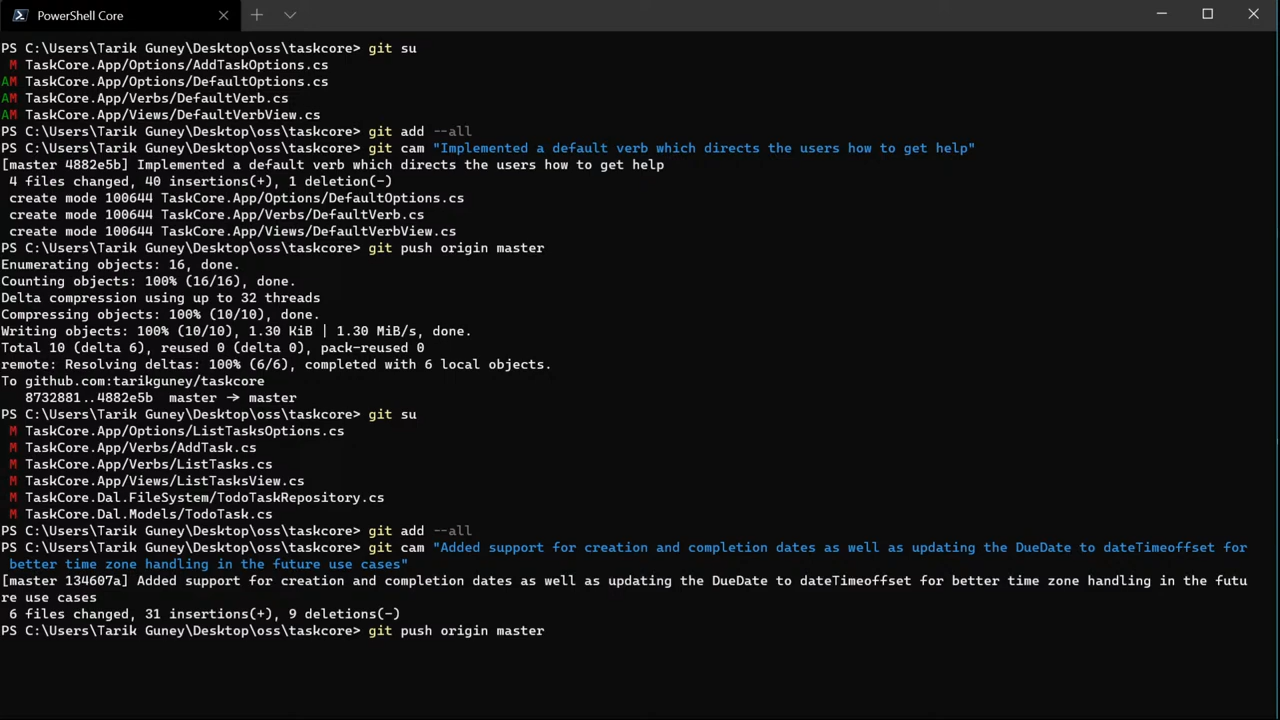 PowerShell Core
PS C:\Users\Tarik Guney\Desktop\oss\taskcore> git su
M TaskCore.App/Options/AddTaskOptions.cs
AM TaskCore.App/Options/DefaultOptions.cs
AM TaskCore.App/Verbs/DefaultVerb.cs
AM TaskCore.App/Views/DefaultVerbView.cs
PS C:\Users\Tarik Guney\Desktop\oss\taskcore> git add --all
PS C:\Users\Tarik Guney\Desktop\oss\taskcore> git cam "Implemented a default verb which directs the users how to get help"
[master 4882e5b] Implemented a default verb which directs the users how to get help
4 files changed, 40 insertions(+), 1 deletion(-)
create mode 100644 TaskCore.App/Options/DefaultOptions.cs
create mode 100644 TaskCore.App/Verbs/DefaultVerb.cs
create mode 100644 TaskCore.App/Views/DefaultVerbView.cs
PS C:\Users\Tarik Guney\Desktop\oss\taskcore> git push origin master
Enumerating objects: 16, done.
Counting objects: 100% (16/16), done.
Delta compression using up to 32 threads
Compressing objects: 100% (10/10), done.
Writing objects: 100% (10/10), 1.30 KiB | 1.30 MiB/s, done.
Total 10 (delta 6), reused 0 (delta 0), pack-reused 0
remote: Resolving deltas: 100% (6/6), completed with 6 local objects.
To github.com:tarikguney/taskcore
8732881..4882e5b master -> master
PS C:\Users\Tarik Guney\Desktop\oss\taskcore> git su
M TaskCore.App/Options/ListTasksOptions.cs
M TaskCore.App/Verbs/AddTask.cs
M TaskCore.App/Verbs/ListTasks.cs
M TaskCore.App/Views/ListTasksView.cs
M TaskCore.Dal.FileSystem/TodoTaskRepository.cs
M TaskCore.Dal.Models/TodoTask.cs
PS C:\Users\Tarik Guney\Desktop\oss\taskcore> git add --all
PS C:\Users\Tarik Guney\Desktop\oss\taskcore> git cam "Added support for creation and completion dates as well as updating the DueDate to dateTimeoffset for
better time zone handling in the future use cases"
[master 134607a] Added support for creation and completion dates as well as updating the DueDate to dateTimeoffset for better time zone handling in the futu
re use cases
6 files changed, 31 insertions(+), 9 deletions(-)
PS C:\Users\Tarik Guney\Desktop\oss\taskcore> git push origin master